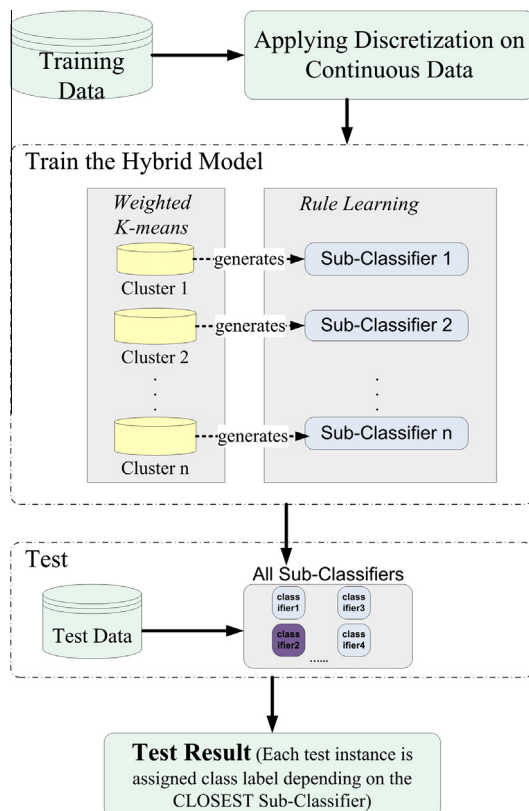 Training
Data
Applying Discretization on
Continuous Data
Train the Hybrid Model
Weighted
K-means
Rule Learning
Cluster 1
generates
Sub-Classifier 1
Cluster 2
generates
Sub-Classifier 2
. . .
. . .
Cluster n
generates
Sub-Classifier n
Test
All Sub-Classifiers
Test Data
class
ifier1
class
ifier3
class
ifier2
class
ifier4
......
Test Result (Each test instance is
assigned class label depending on the
CLOSEST Sub-Classifier)